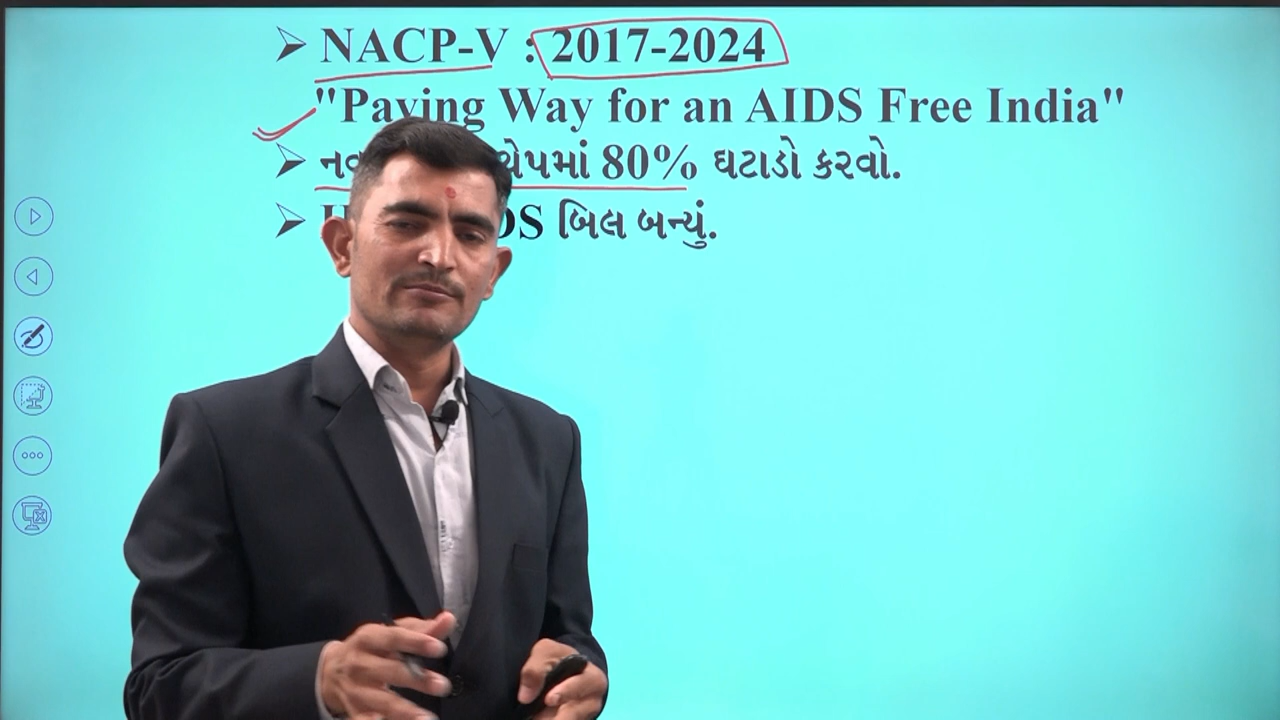 NACP-V : 2017-2024
"Paving Way for an AIDS Free India"
80% ઘટાડો કરવો.
બિલ બન્યું.